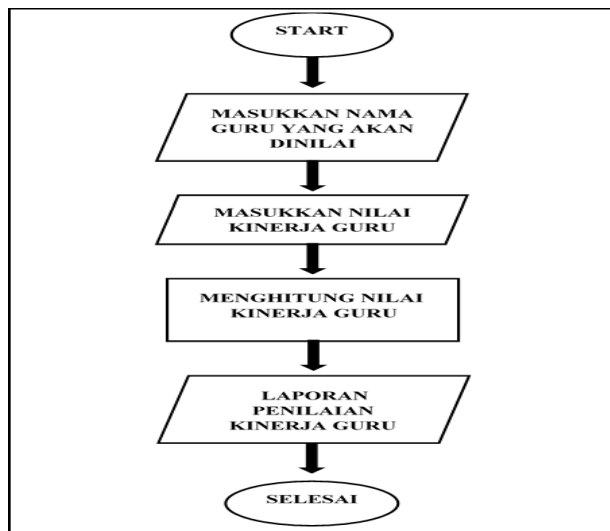 START
MASUKKAN NAMA
GURU YANG AKAN
DINILAI
MASUKKAN NILAI
KINERJA GURU
MENGHITUNG NILAI
KINERJA GURU
LAPORAN
PENILAIAN
KINERJA GURU
SELESAI